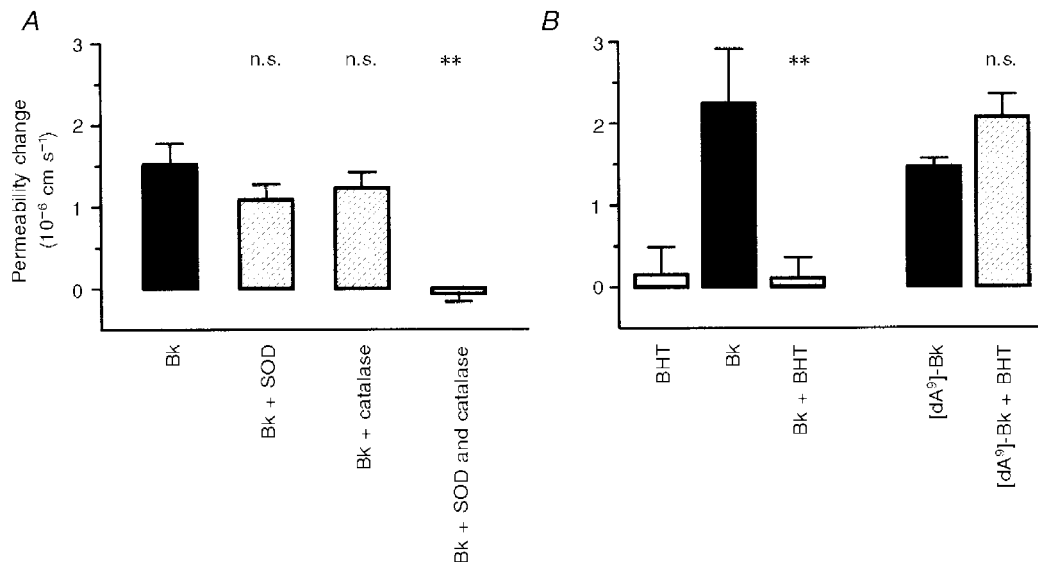 A
B
Permeability change
(10⁻⁶ cm s⁻¹)
3
2
1
0
n.s.
n.s.
**
Bk
Bk + SOD
Bk + catalase
Bk + SOD and catalase
3
2
1
0
**
n.s.
BHT
Bk
Bk + BHT
[dA⁹]-Bk
[dA⁹]-Bk + BHT